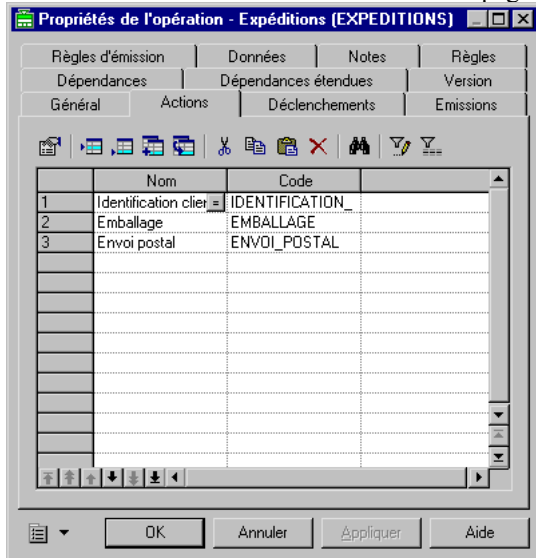 Propriétés de l'opération - Expéditions (EXPEDITIONS)
Règles d'émission Données Notes Règles
Dépendances Dépendances étendues Version
Général Actions Déclenchements Emissions
Nom Code
1 Identification clier = IDENTIFICATION_
2 Emballage EMBALLAGE
3 Envoi postal ENVOI_POSTAL
OK Annuler Appliquer Aide